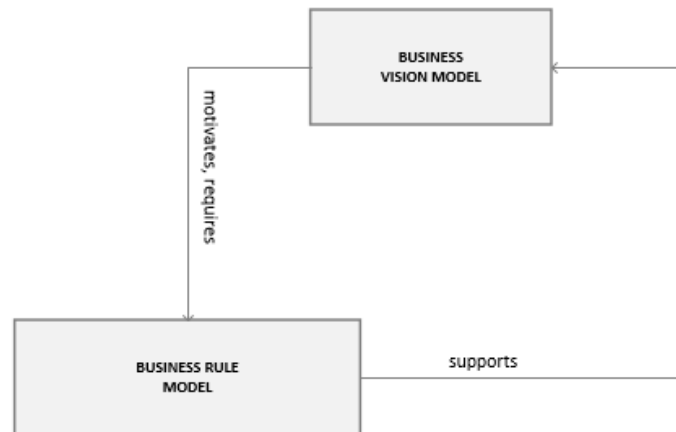 BUSINESS
VISION MODEL
motivates, requires
BUSINESS RULE
MODEL
supports